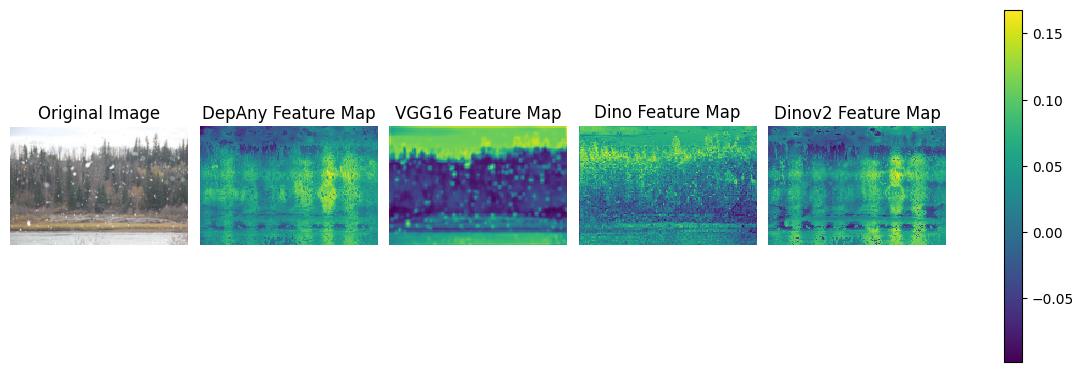 Original Image
DepAny Feature Map
VGG16 Feature Map
Dino Feature Map
Dinov2 Feature Map
0.15
0.10
0.05
0.00
−0.05